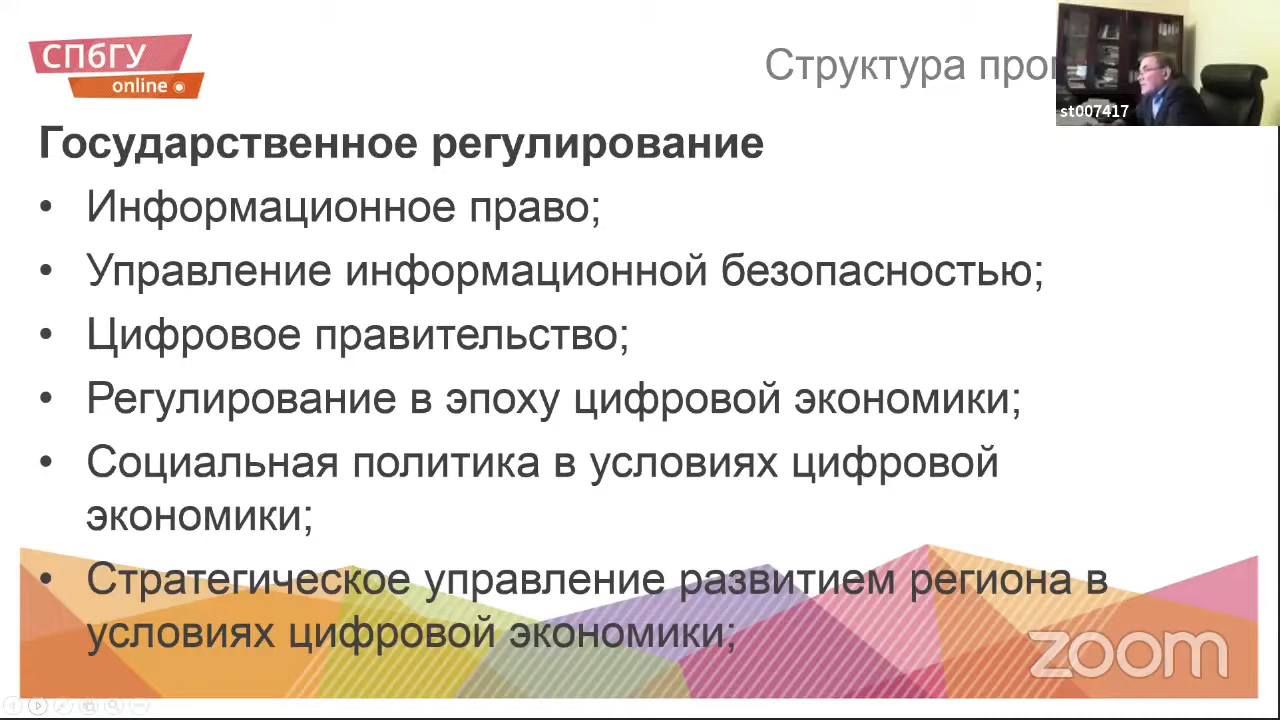 СПбГУ
online
Структура
st007417
Государственное регулирование
• Информационное право;
• Управление информационной безопасностью;
• Цифровое правительство;
• Регулирование в эпоху цифровой экономики;
• Социальная политика в условиях цифровой
экономики;
• Стратегическое управление развитием региона в
условиях цифровой экономики;
zoom